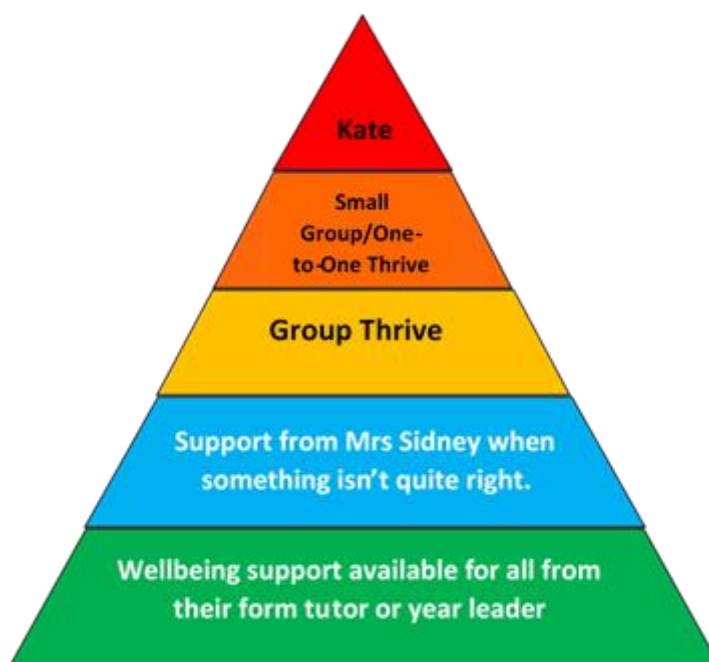 Kate
Small
Group/One-
to-One Thrive
Group Thrive
Support from Mrs Sidney when
something isn't quite right.
Wellbeing support available for all from
their form tutor or year leader